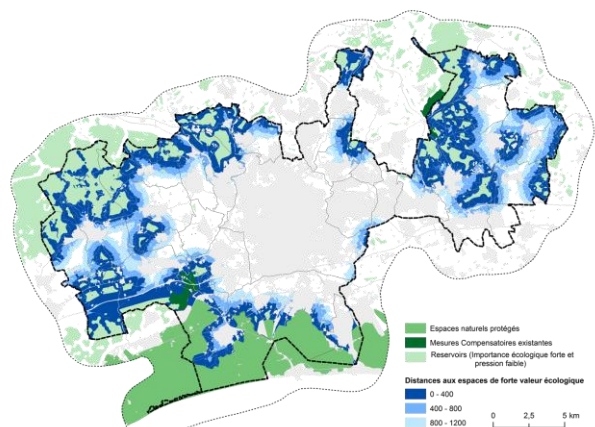 Espaces naturels protégés
Mesures Compensatoires existantes
Reservoirs (Importance écologique forte et
pression faible)
Distances aux espaces de forte valeur écologique
0 - 400
400 - 800
800 - 1200
0 2,5 5 km